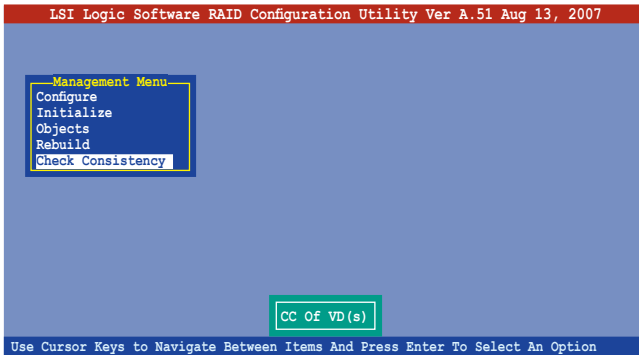 LSI Logic Software RAID Configuration Utility Ver A.51 Aug 13, 2007
Management Menu
Configure
Initialize
Objects
Rebuild
Check Consistency
CC Of VD(s)
Use Cursor Keys to Navigate Between Items And Press Enter To Select An Option